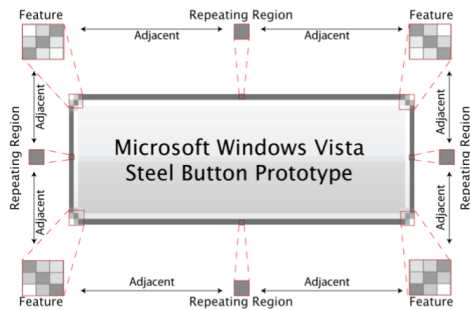 Feature
Repeating Region
Feature
Adjacent
Adjacent
Adjacent
Adjacent
Repeating Region
Microsoft Windows Vista
Steel Button Prototype
Repeating Region
Adjacent
Adjacent
Adjacent
Adjacent
Feature
Repeating Region
Feature